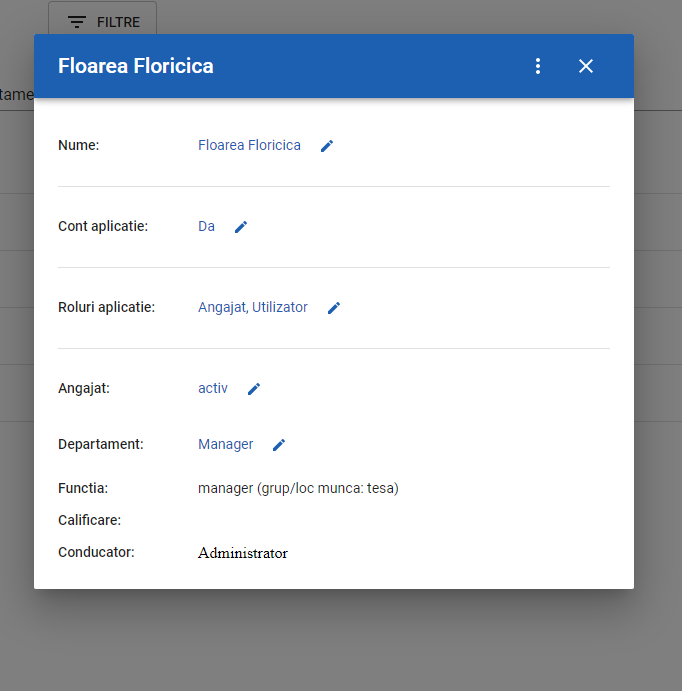 FILTRE
Floarea Floricica
tame
Nume: Floarea Floricica
Cont aplicatie: Da
Roluri aplicatie: Angajat, Utilizator
Angajat: activ
Departament: Manager
Functia: manager (grup/loc munca: tesa)
Calificare:
Conducator: Administrator